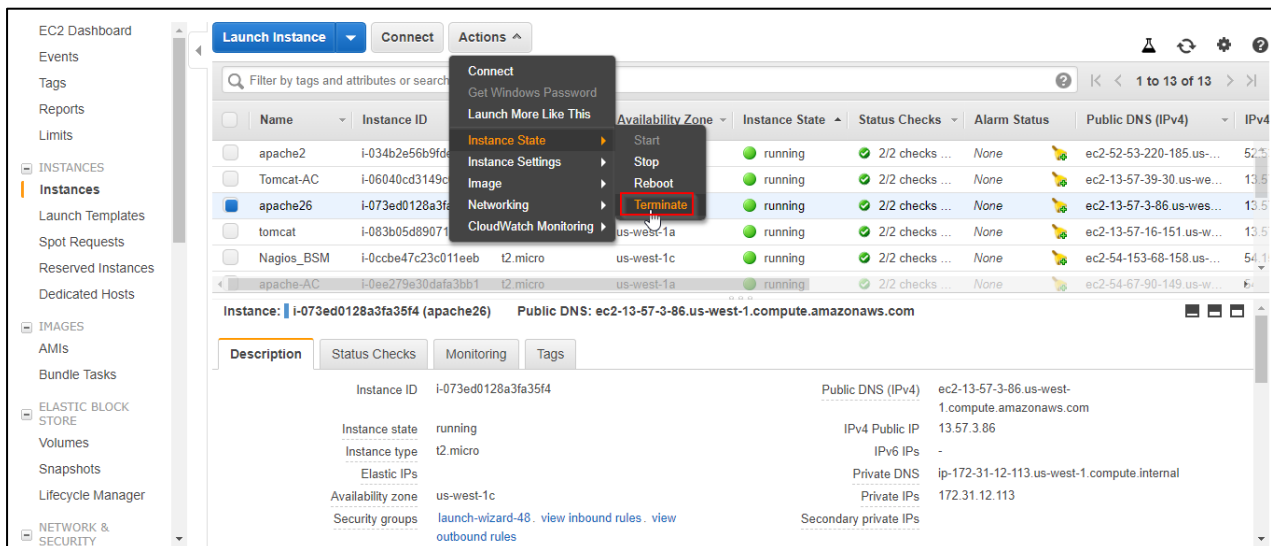 EC2 Dashboard
Events
Tags
Reports
Limits
INSTANCES
Instances
Launch Templates
Spot Requests
Reserved Instances
Dedicated Hosts
IMAGES
AMIs
Bundle Tasks
ELASTIC BLOCK
STORE
Volumes
Snapshots
Lifecycle Manager
NETWORK &
SECURITY
Launch Instance Connect Actions
Filter by tags and attributes or search 1 to 13 of 13
Connect
Get Windows Password
Launch More Like This
Instance State
Instance Settings
Image
Networking
CloudWatch Monitoring
Start
Stop
Reboot
Terminate
Name Instance ID Availability Zone Instance State Status Checks Alarm Status Public DNS (IPv4) IPv4
apache2 i-034b2e56b9fde running 2/2 checks ... None ec2-52-53-220-185.us-... 52.5
Tomcat-AC i-06040cd3149c running 2/2 checks ... None ec2-13-57-39-30.us-we... 13.5
apache26 i-073ed0128a3fa running 2/2 checks ... None ec2-13-57-3-86.us-wes... 13.5
tomcat i-083b05d89071 us-west-1a running 2/2 checks ... None ec2-13-57-16-151.us-w... 13.5
Nagios_BSM i-0ccbe47c23c011eeb t2.micro us-west-1c running 2/2 checks ... None ec2-54-153-68-158.us-... 54.1
apache-AC i-0ee279e30dafa3bb1 t2.micro us-west-1a running 2/2 checks ... None ec2-54-67-90-149.us-w...
Instance: i-073ed0128a3fa35f4 (apache26) Public DNS: ec2-13-57-3-86.us-west-1.compute.amazonaws.com
Description Status Checks Monitoring Tags
Instance ID i-073ed0128a3fa35f4 Public DNS (IPv4) ec2-13-57-3-86.us-west-
1.compute.amazonaws.com
Instance state running IPv4 Public IP 13.57.3.86
Instance type t2.micro IPv6 IPs -
Elastic IPs Private DNS ip-172-31-12-113.us-west-1.compute.internal
Availability zone us-west-1c Private IPs 172.31.12.113
Security groups launch-wizard-48. view inbound rules. view Secondary private IPs
outbound rules